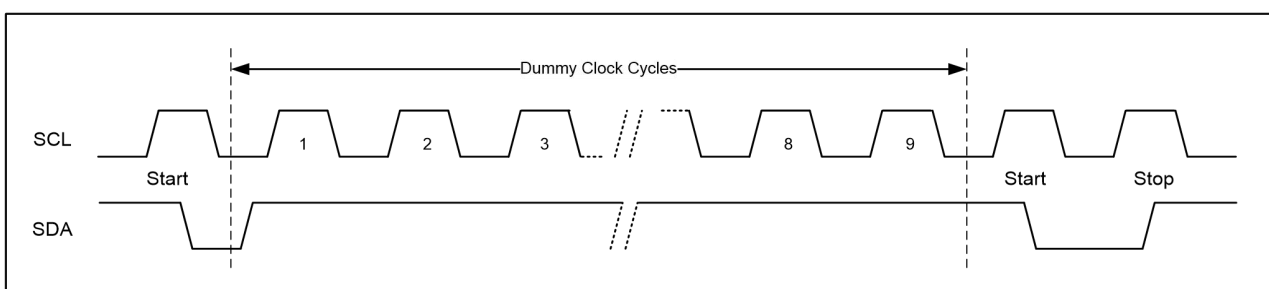 Dummy Clock Cycles
SCL
1 2 3 8 9
Start Start Stop
SDA